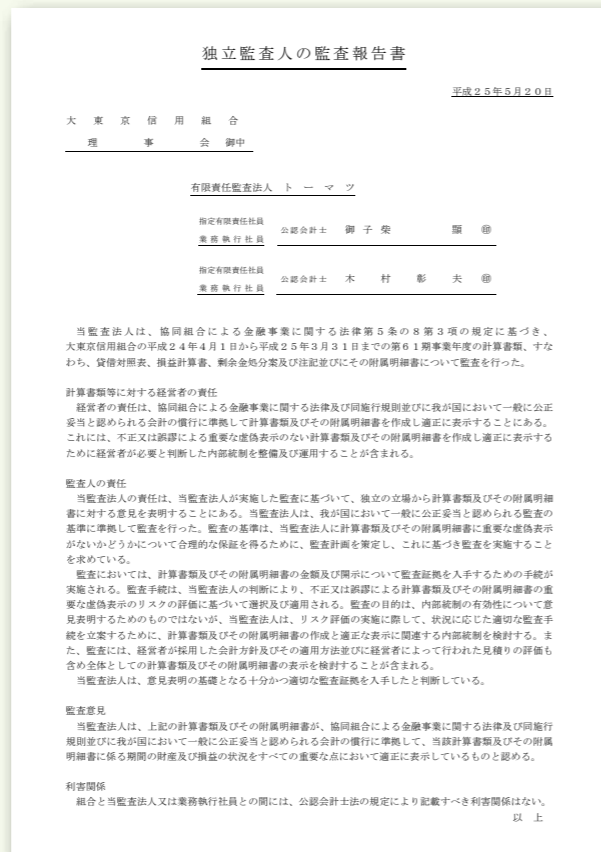 独立監査人の監査報告書
平成25年5月20日
大東京信用組合
理事会 御中
有限責任監査法人 トーマツ
指定有限責任社員
業務執行社員
公認会計士 御子柴 顯 ㊞
指定有限責任社員
業務執行社員
公認会計士 木村 彰夫 ㊞
当監査法人は、協同組合による金融事業に関する法律第5条の8第3項の規定に基づき、
大東京信用組合の平成24年4月1日から平成25年3月31日までの第61期事業年度の計算書類、すな
わち、貸借対照表、損益計算書、剰余金処分案及び注記並びにその附属明細書について監査を行った。
計算書類等に対する経営者の責任
経営者の責任は、協同組合による金融事業に関する法律及び同施行規則並びに我が国において一般に公正
妥当と認められる会計の慣行に準拠して計算書類及びその附属明細書を作成し適正に表示することにある。
これには、不正又は誤謬による重要な虚偽表示のない計算書類及びその附属明細書を作成し適正に表示する
ために経営者が必要と判断した内部統制を整備及び運用することが含まれる。
監査人の責任
当監査法人の責任は、当監査法人が実施した監査に基づいて、独立の立場から計算書類及びその附属明細
書に対する意見を表明することにある。当監査法人は、我が国において一般に公正妥当と認められる監査の
基準に準拠して監査を行った。監査の基準は、当監査法人に計算書類及びその附属明細書に重要な虚偽表示
がないかどうかについて合理的な保証を得るために、監査計画を策定し、これに基づき監査を実施すること
を求めている。
監査においては、計算書類及びその附属明細書の金額及び開示について監査証拠を入手するための手続が
実施される。監査手続は、当監査法人の判断により、不正又は誤謬による計算書類及びその附属明細書の重
要な虚偽表示のリスクの評価に基づいて選択及び適用される。監査の目的は、内部統制の有効性について意
見表明するためのものではないが、当監査法人は、リスク評価の実施に際して、状況に応じた適切な監査手
続を立案するために、計算書類及びその附属明細書の作成と適正な表示に関連する内部統制を検討する。ま
た、監査には、経営者が採用した会計方針及びその適用方法並びに経営者によって行われた見積りの評価も
含め全体としての計算書類及びその附属明細書の表示を検討することが含まれる。
当監査法人は、意見表明の基礎となる十分かつ適切な監査証拠を入手したと判断している。
監査意見
当監査法人は、上記の計算書類及びその附属明細書が、協同組合による金融事業に関する法律及び同施行
規則並びに我が国において一般に公正妥当と認められる会計の慣行に準拠して、当該計算書類及びその附属
明細書に係る期間の財産及び損益の状況をすべての重要な点において適正に表示しているものと認める。
利害関係
組合と当監査法人又は業務執行社員との間には、公認会計士法の規定により記載すべき利害関係はない。
以上